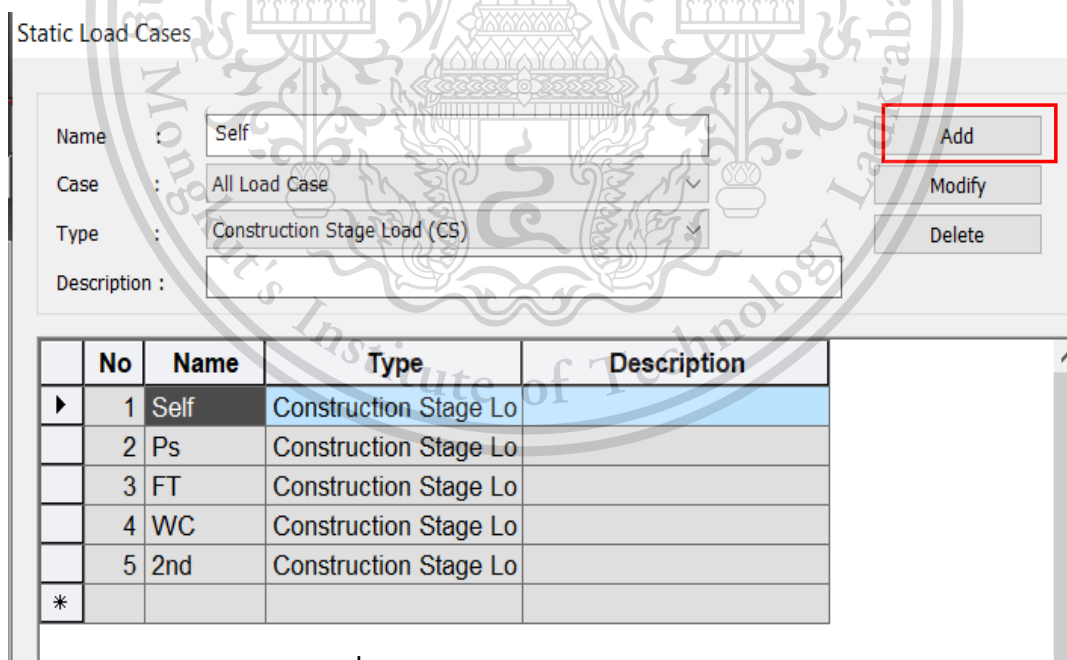 Static Load Cases
Name : Self Add
Case : All Load Case Modify
Type : Construction Stage Load (CS) Delete
Description :
No Name Type Description
1 Self Construction Stage Lo
2 Ps Construction Stage Lo
3 FT Construction Stage Lo
4 WC Construction Stage Lo
5 2nd Construction Stage Lo
*
Mongkut's Institute of Technology Ladkrab